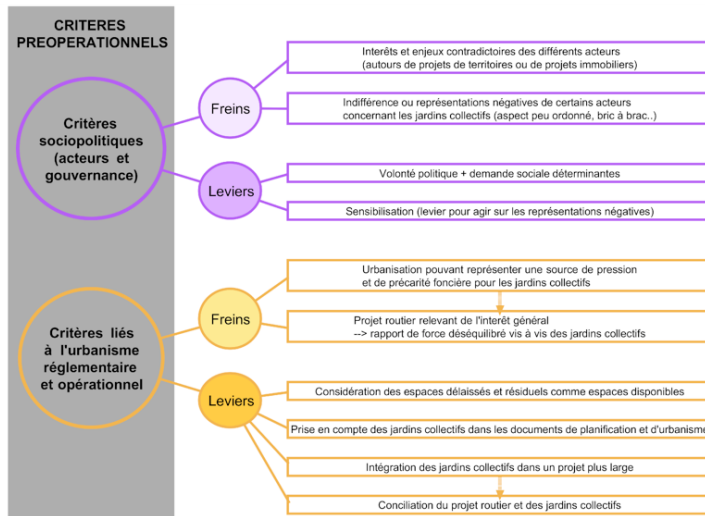 CRITERES
PREOPERATIONNELS
Critères
sociopolitiques
(acteurs et
gouvernance)
Freins
Interêts et enjeux contradictoires des différents acteurs
(autours de projets de territoires ou de projets immobiliers)
Indifférence ou représentations négatives de certains acteurs
concernant les jardins collectifs (aspect peu ordonné, bric à brac..)
Leviers
Volonté politique + demande sociale déterminantes
Sensibilisation (levier pour agir sur les représentations négatives)
Critères liés
à l'urbanisme
réglementaire
et opérationnel
Freins
Urbanisation pouvant représenter une source de pression
et de précarité foncière pour les jardins collectifs
Projet routier relevant de l'interêt général
--> rapport de force déséquilibré vis à vis des jardins collectifs
Leviers
Considération des espaces délaissés et résiduels comme espaces disponibles
Prise en compte des jardins collectifs dans les documents de planification et d'urbanisme
Intégration des jardins collectifs dans un projet plus large
Conciliation du projet routier et des jardins collectifs